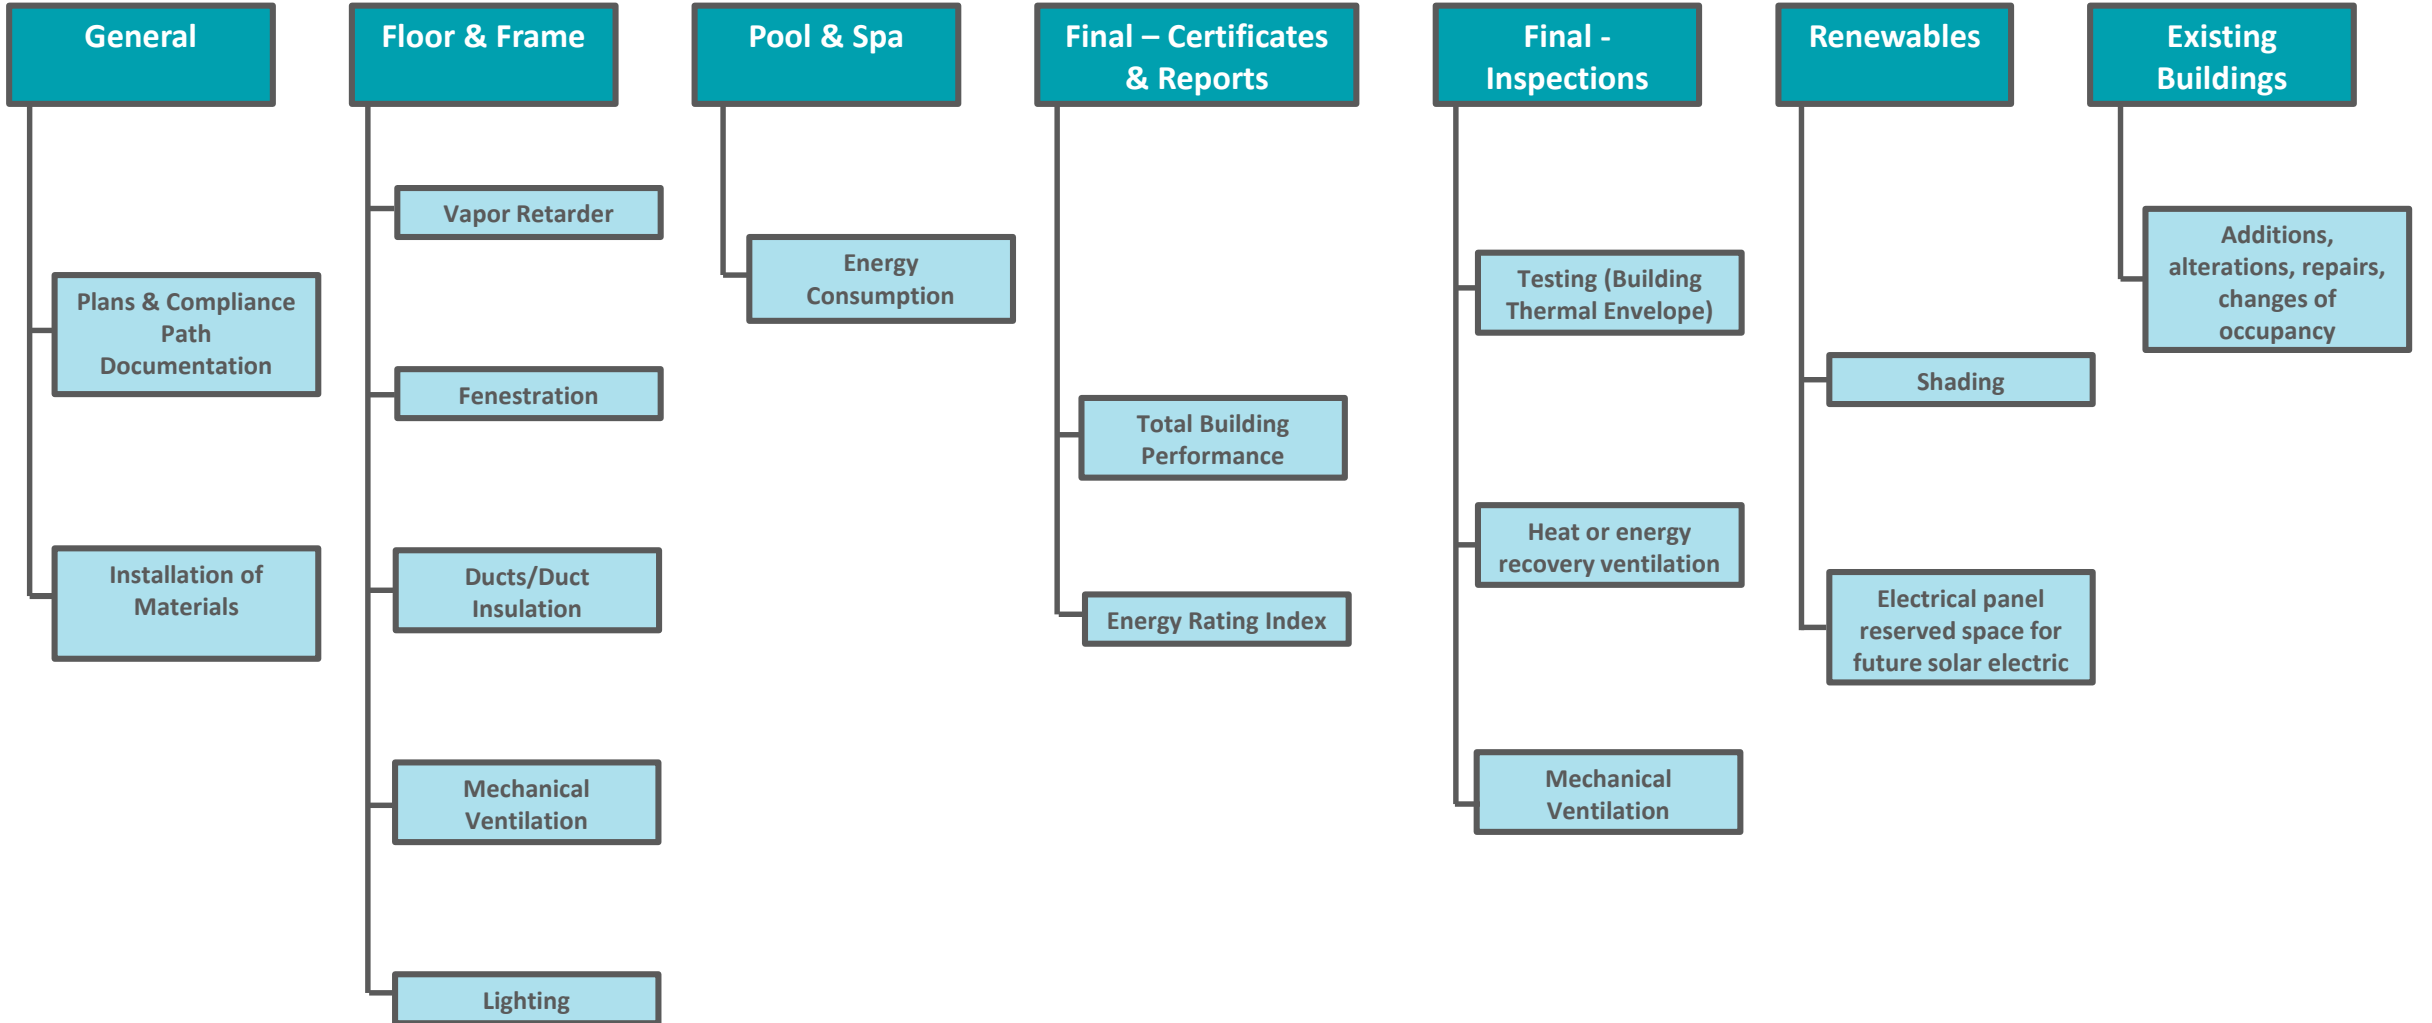 General
Plans & Compliance
Path
Documentation
Installation of
Materials
Floor & Frame
Vapor Retarder
Fenestration
Ducts/Duct
Insulation
Mechanical
Ventilation
Lighting
Pool & Spa
Energy
Consumption
Final – Certificates
& Reports
Total Building
Performance
Energy Rating Index
Final -
Inspections
Testing (Building
Thermal Envelope)
Heat or energy
recovery ventilation
Mechanical
Ventilation
Renewables
Shading
Electrical panel
reserved space for
future solar electric
Existing
Buildings
Additions,
alterations, repairs,
changes of
occupancy